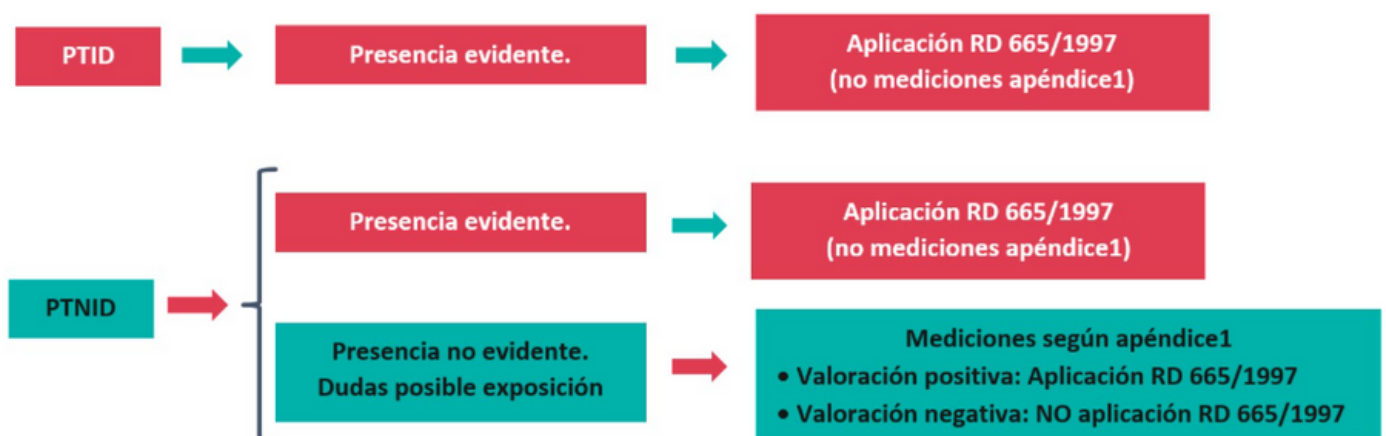 PTID
Presencia evidente.
Aplicación RD 665/1997
(no mediciones apéndice1)
PTNID
Presencia evidente.
Aplicación RD 665/1997
(no mediciones apéndice1)
Presencia no evidente.
Dudas posible exposición
Mediciones según apéndice1
• Valoración positiva: Aplicación RD 665/1997
• Valoración negativa: NO aplicación RD 665/1997